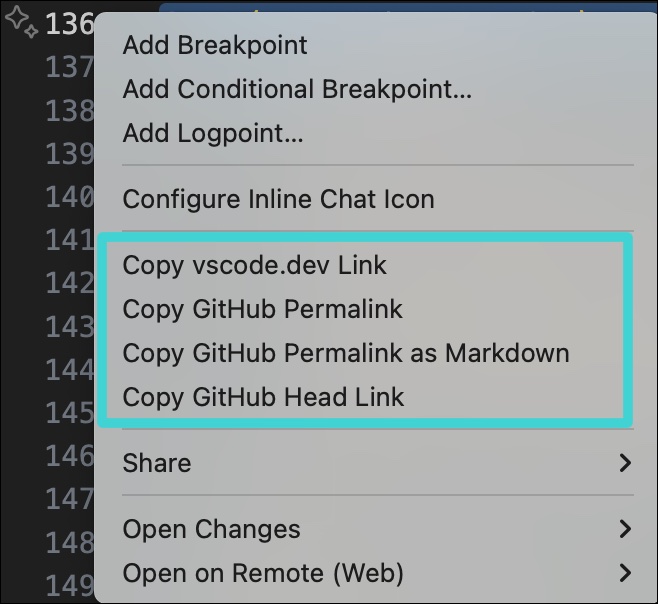 136
Add Breakpoint
137
Add Conditional Breakpoint...
138
Add Logpoint...
139
140
Configure Inline Chat Icon
141
Copy vscode.dev Link
142
Copy GitHub Permalink
143
Copy GitHub Permalink as Markdown
144
Copy GitHub Head Link
145
146
Share
147
148
Open Changes
149
Open on Remote (Web)